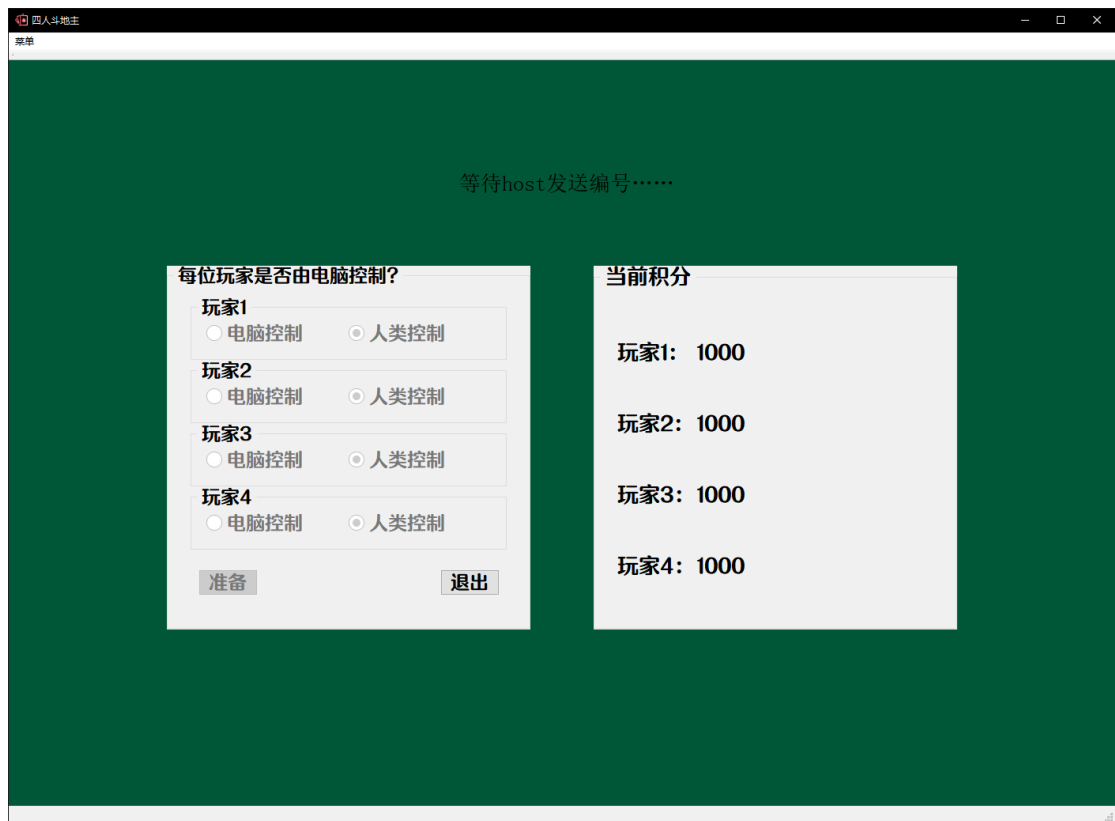 四人斗地主
菜单
等待host发送编号……
每位玩家是否由电脑控制?
玩家1
电脑控制 人类控制
玩家2
电脑控制 人类控制
玩家3
电脑控制 人类控制
玩家4
电脑控制 人类控制
准备 退出
当前积分
玩家1: 1000
玩家2: 1000
玩家3: 1000
玩家4: 1000